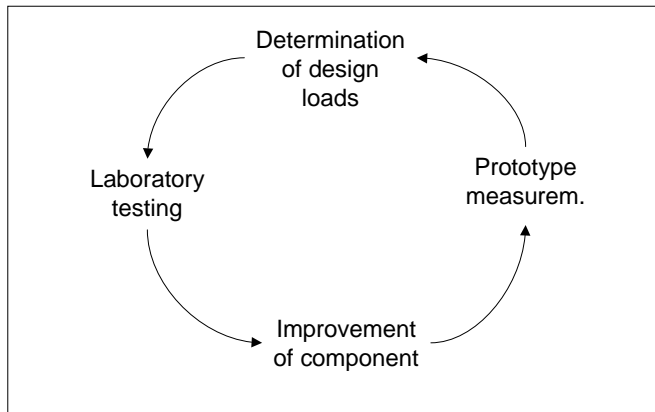 Determination
of design
loads
Laboratory
testing
Prototype
measurem.
Improvement
of component